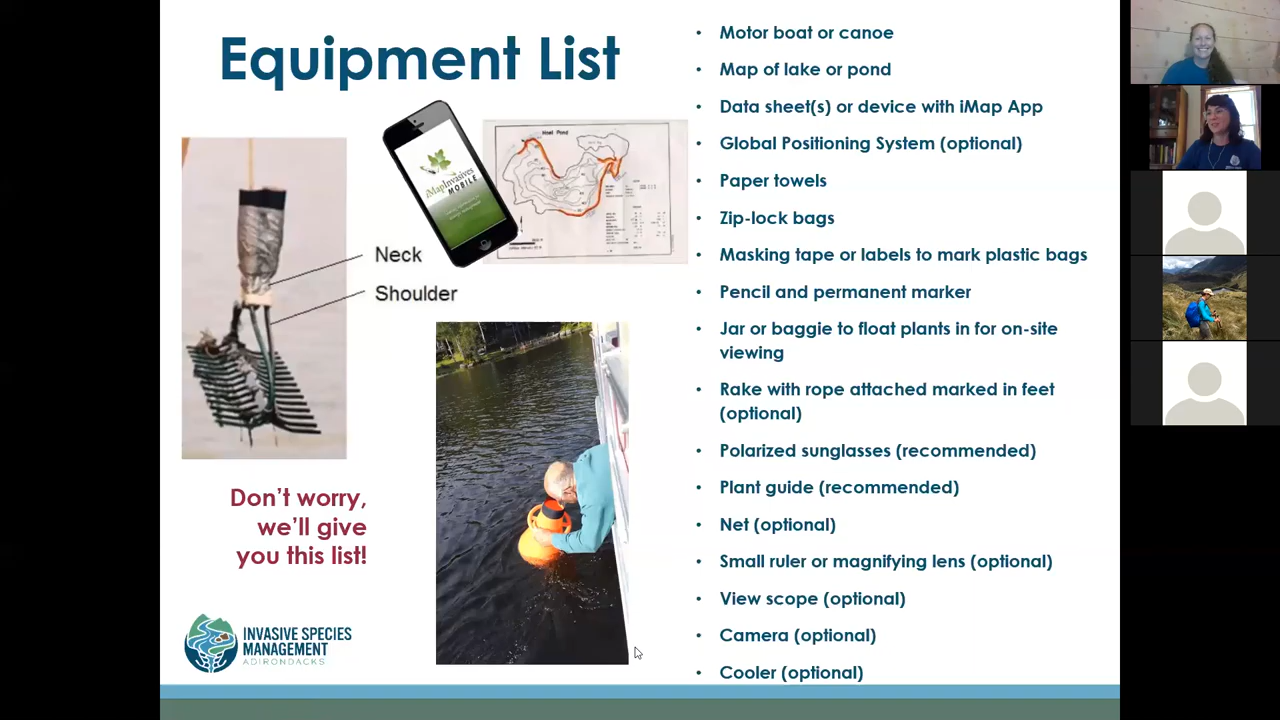 Equipment List
Neck
Shoulder
iMapInvasives
MOBILE
Don't worry,
we'll give
you this list!
INVASIVE SPECIES
MANAGEMENT
ADIRONDACKS
• Motor boat or canoe
• Map of lake or pond
• Data sheet(s) or device with iMap App
• Global Positioning System (optional)
• Paper towels
• Zip-lock bags
• Masking tape or labels to mark plastic bags
• Pencil and permanent marker
• Jar or baggie to float plants in for on-site
viewing
• Rake with rope attached marked in feet
(optional)
• Polarized sunglasses (recommended)
• Plant guide (recommended)
• Net (optional)
• Small ruler or magnifying lens (optional)
• View scope (optional)
• Camera (optional)
• Cooler (optional)